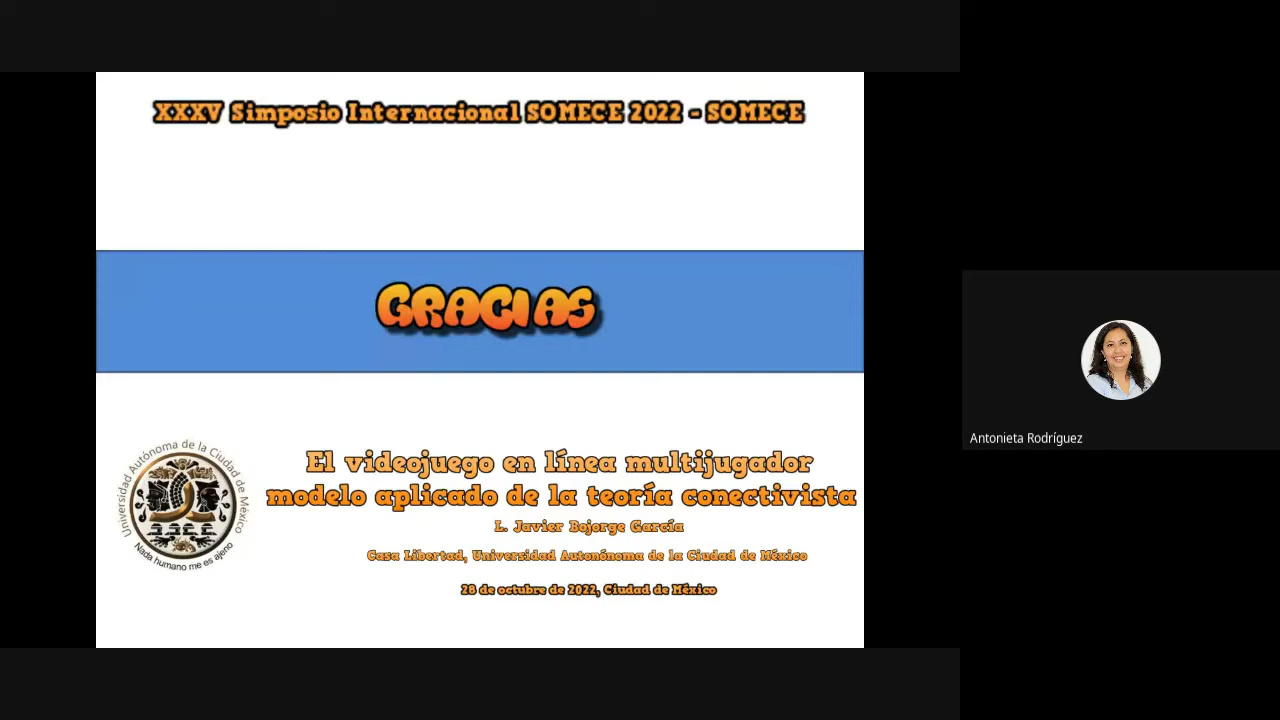 XXXV Simposio Internacional SOMECE 2022 - SOMECE
GRACIAS
Universidad Autónoma de la Ciudad de México
Nada humano me es ajeno
El videojuego en línea multijugador
modelo aplicado de la teoría conectivista
L. Javier Bojorge García
Casa Libertad, Universidad Autonónoma de la Ciudad de México
28 de octubre de 2022, Ciudad de México
Antonieta Rodríguez